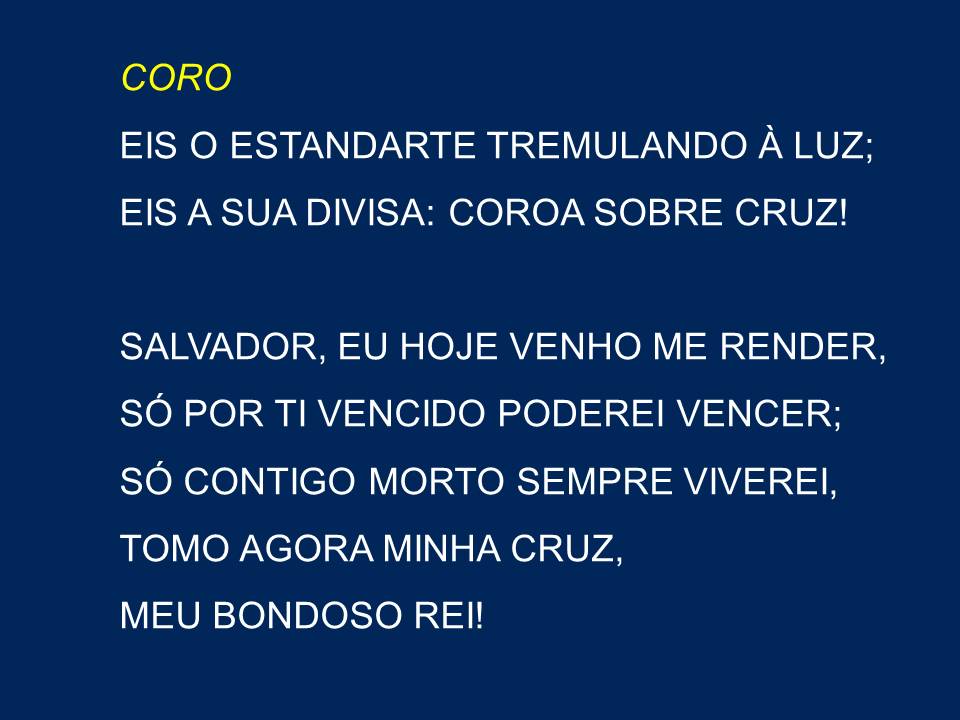 CORO
EIS O ESTANDARTE TREMULANDO À LUZ;
EIS A SUA DIVISA: COROA SOBRE CRUZ!
SALVADOR, EU HOJE VENHO ME RENDER,
SÓ POR TI VENCIDO PODEREI VENCER;
SÓ CONTIGO MORTO SEMPRE VIVEREI,
TOMO AGORA MINHA CRUZ,
MEU BONDOSO REI!